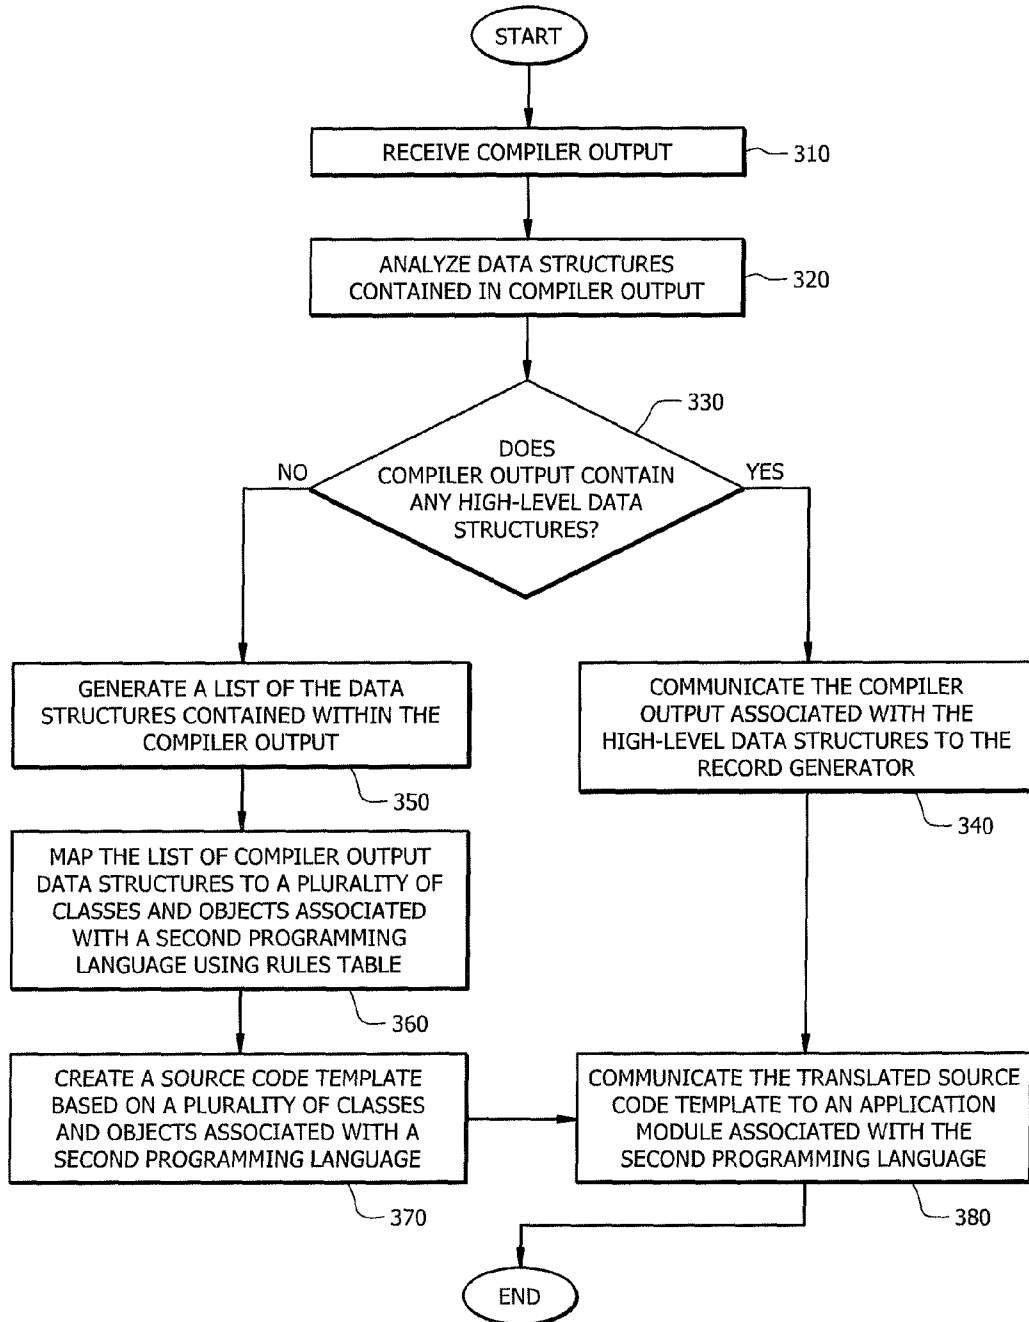 START
RECEIVE COMPILER OUTPUT
310
ANALYZE DATA STRUCTURES
CONTAINED IN COMPILER OUTPUT
320
330
DOES
COMPILER OUTPUT CONTAIN
ANY HIGH-LEVEL DATA
STRUCTURES?
NO
YES
GENERATE A LIST OF THE DATA
STRUCTURES CONTAINED WITHIN THE
COMPILER OUTPUT
350
COMMUNICATE THE COMPILER
OUTPUT ASSOCIATED WITH THE
HIGH-LEVEL DATA STRUCTURES TO THE
RECORD GENERATOR
340
MAP THE LIST OF COMPILER OUTPUT
DATA STRUCTURES TO A PLURALITY OF
CLASSES AND OBJECTS ASSOCIATED
WITH A SECOND PROGRAMMING
LANGUAGE USING RULES TABLE
360
CREATE A SOURCE CODE TEMPLATE
BASED ON A PLURALITY OF CLASSES
AND OBJECTS ASSOCIATED WITH A
SECOND PROGRAMMING LANGUAGE
370
COMMUNICATE THE TRANSLATED SOURCE
CODE TEMPLATE TO AN APPLICATION
MODULE ASSOCIATED WITH THE
SECOND PROGRAMMING LANGUAGE
380
END